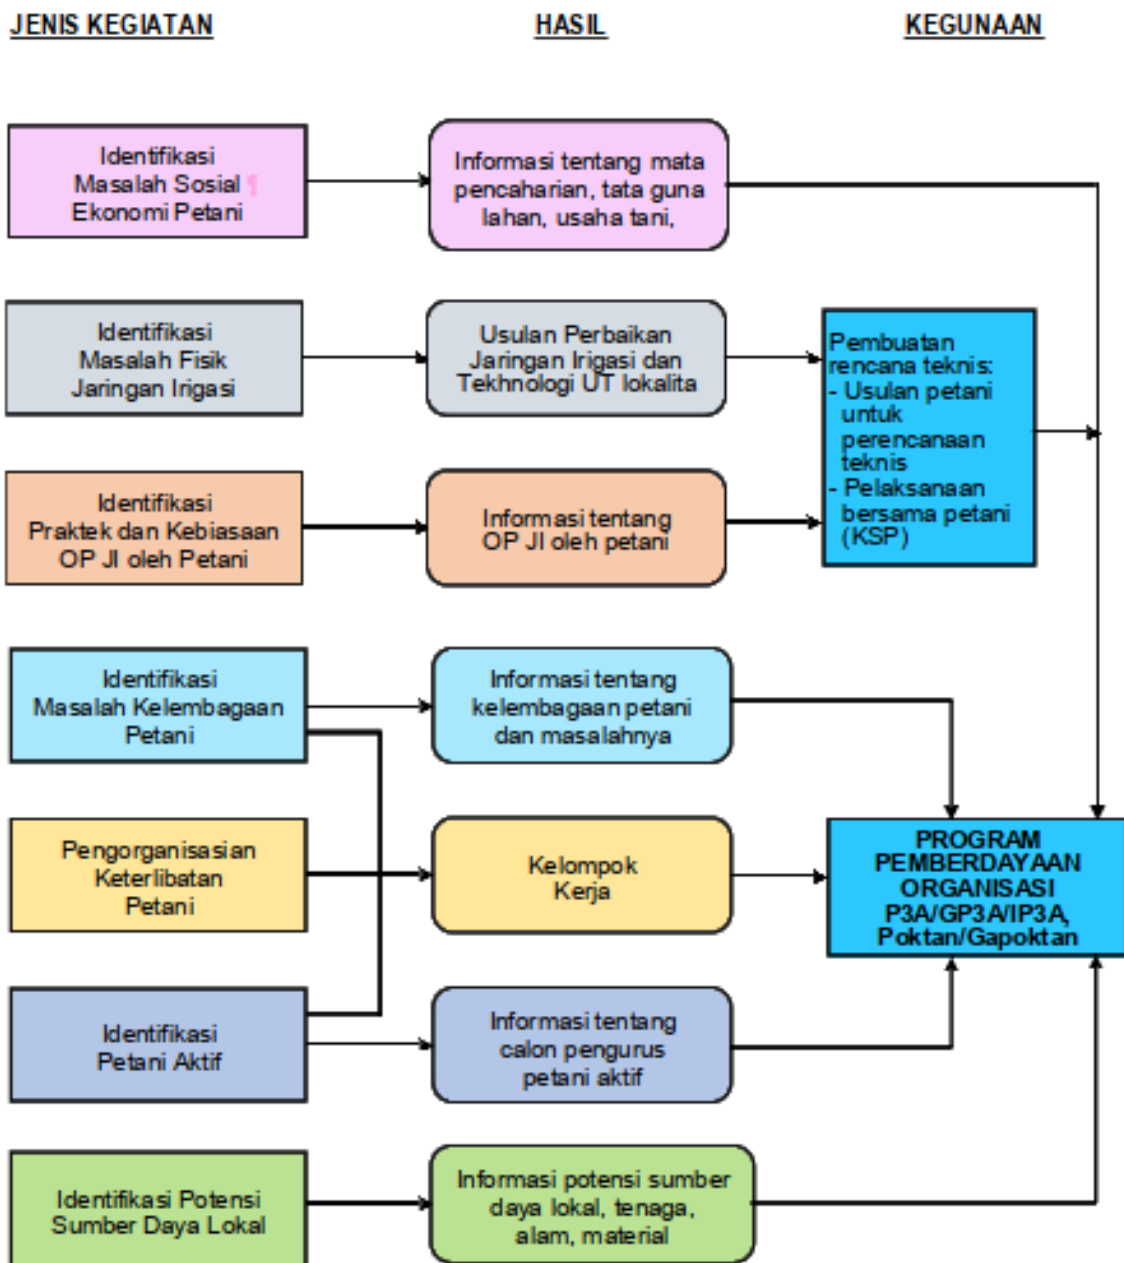 JENIS KEGIATAN
HASIL
KEGUNAAN
Identifikasi
Masalah Sosial ¶
Ekonomi Petani
Informasi tentang mata
pencaharian, tata guna
lahan, usaha tani,
Identifikasi
Masalah Fisik
Jaringan Irigasi
Usulan Perbaikan
Jaringan Irigasi dan
Tekhnologi UT lokalita
Pembuatan
rencana teknis:
- Usulan petani
untuk
perencanaan
teknis
- Pelaksanaan
bersama petani
(KSP)
Identifikasi
Praktek dan Kebiasaan
OP JI oleh Petani
Informasi tentang
OP JI oleh petani
Identifikasi
Masalah Kelembagaan
Petani
Informasi tentang
kelembagaan petani
dan masalahnya
Pengorganisasian
Keterlibatan
Petani
Kelompok
Kerja
PROGRAM
PEMBERDAYAAN
ORGANISASI
P3A/GP3A/IP3A,
Poktan/Gapoktan
Identifikasi
Petani Aktif
Informasi tentang
calon pengurus
petani aktif
Identifikasi Potensi
Sumber Daya Lokal
Informasi potensi sumber
daya lokal, tenaga,
alam, material